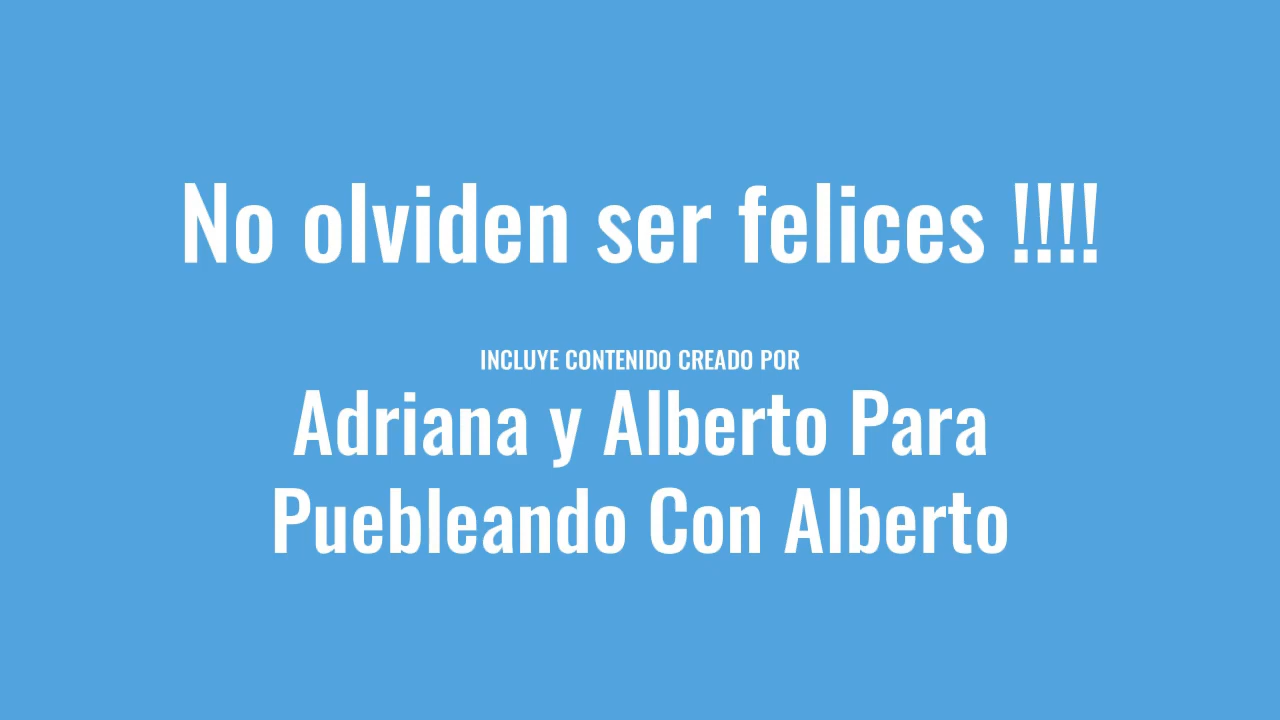 No olviden ser felices !!!!
INCLUYE CONTENIDO CREADO POR
Adriana y Alberto Para
Puebleando Con Alberto